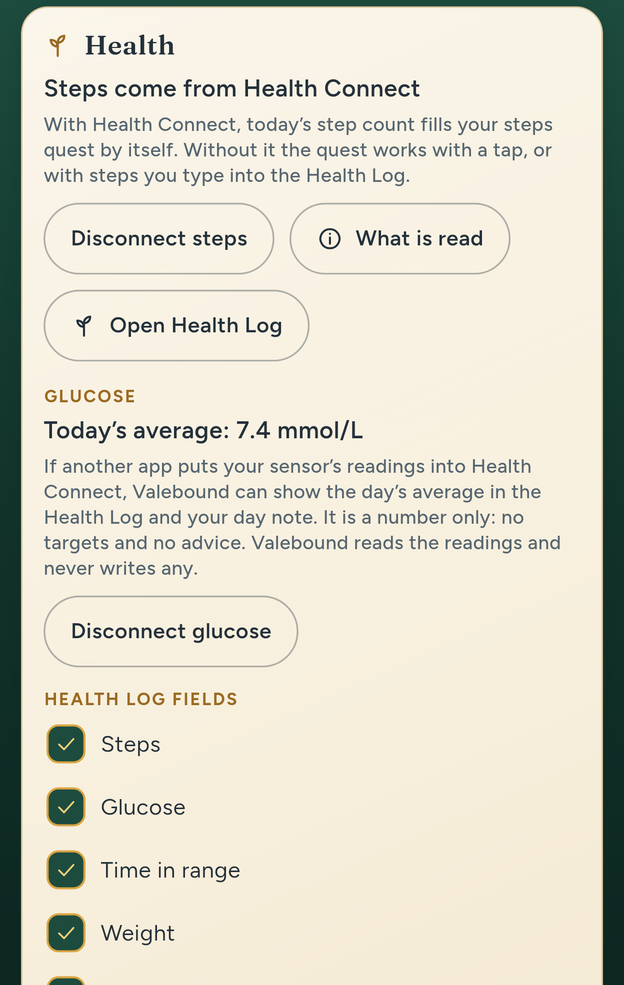 Health
Steps come from Health Connect
With Health Connect, today’s step count fills your steps
quest by itself. Without it the quest works with a tap, or
with steps you type into the Health Log.
Disconnect steps
What is read
Open Health Log
GLUCOSE
Today’s average: 7.4 mmol/L
If another app puts your sensor’s readings into Health
Connect, Valebound can show the day’s average in the
Health Log and your day note. It is a number only: no
targets and no advice. Valebound reads the readings and
never writes any.
Disconnect glucose
HEALTH LOG FIELDS
Steps
Glucose
Time in range
Weight